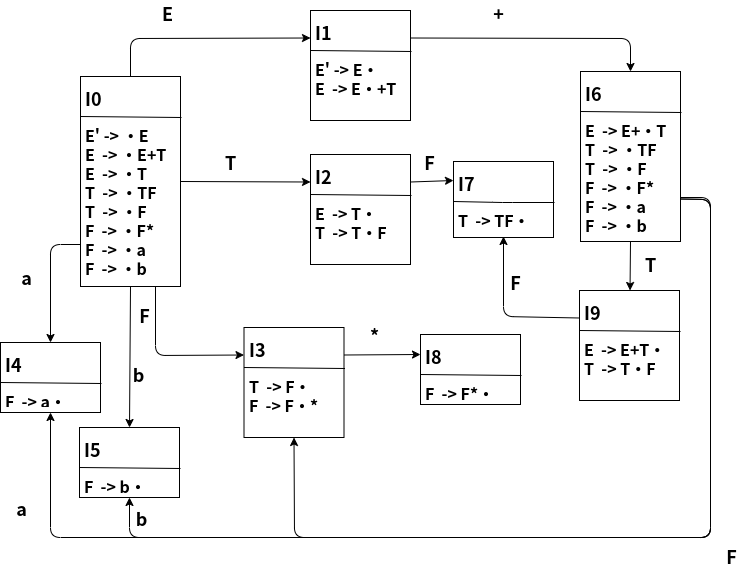 E
+
I1
E' -> E •
E -> E • +T
I0
E' -> • E
E -> • E+T
E -> • T
T -> • TF
T -> • F
F -> • F*
F -> • a
F -> • b
I6
E -> E+ • T
T -> • TF
T -> • F
F -> • F*
F -> • a
F -> • b
T
I2
E -> T •
T -> T • F
F
I7
T -> TF •
a
F
b
T
F
I9
E -> E+T •
T -> T • F
I3
T -> F •
F -> F • *
*
I8
F -> F* •
I4
F -> a •
I5
F -> b •
a
b
F